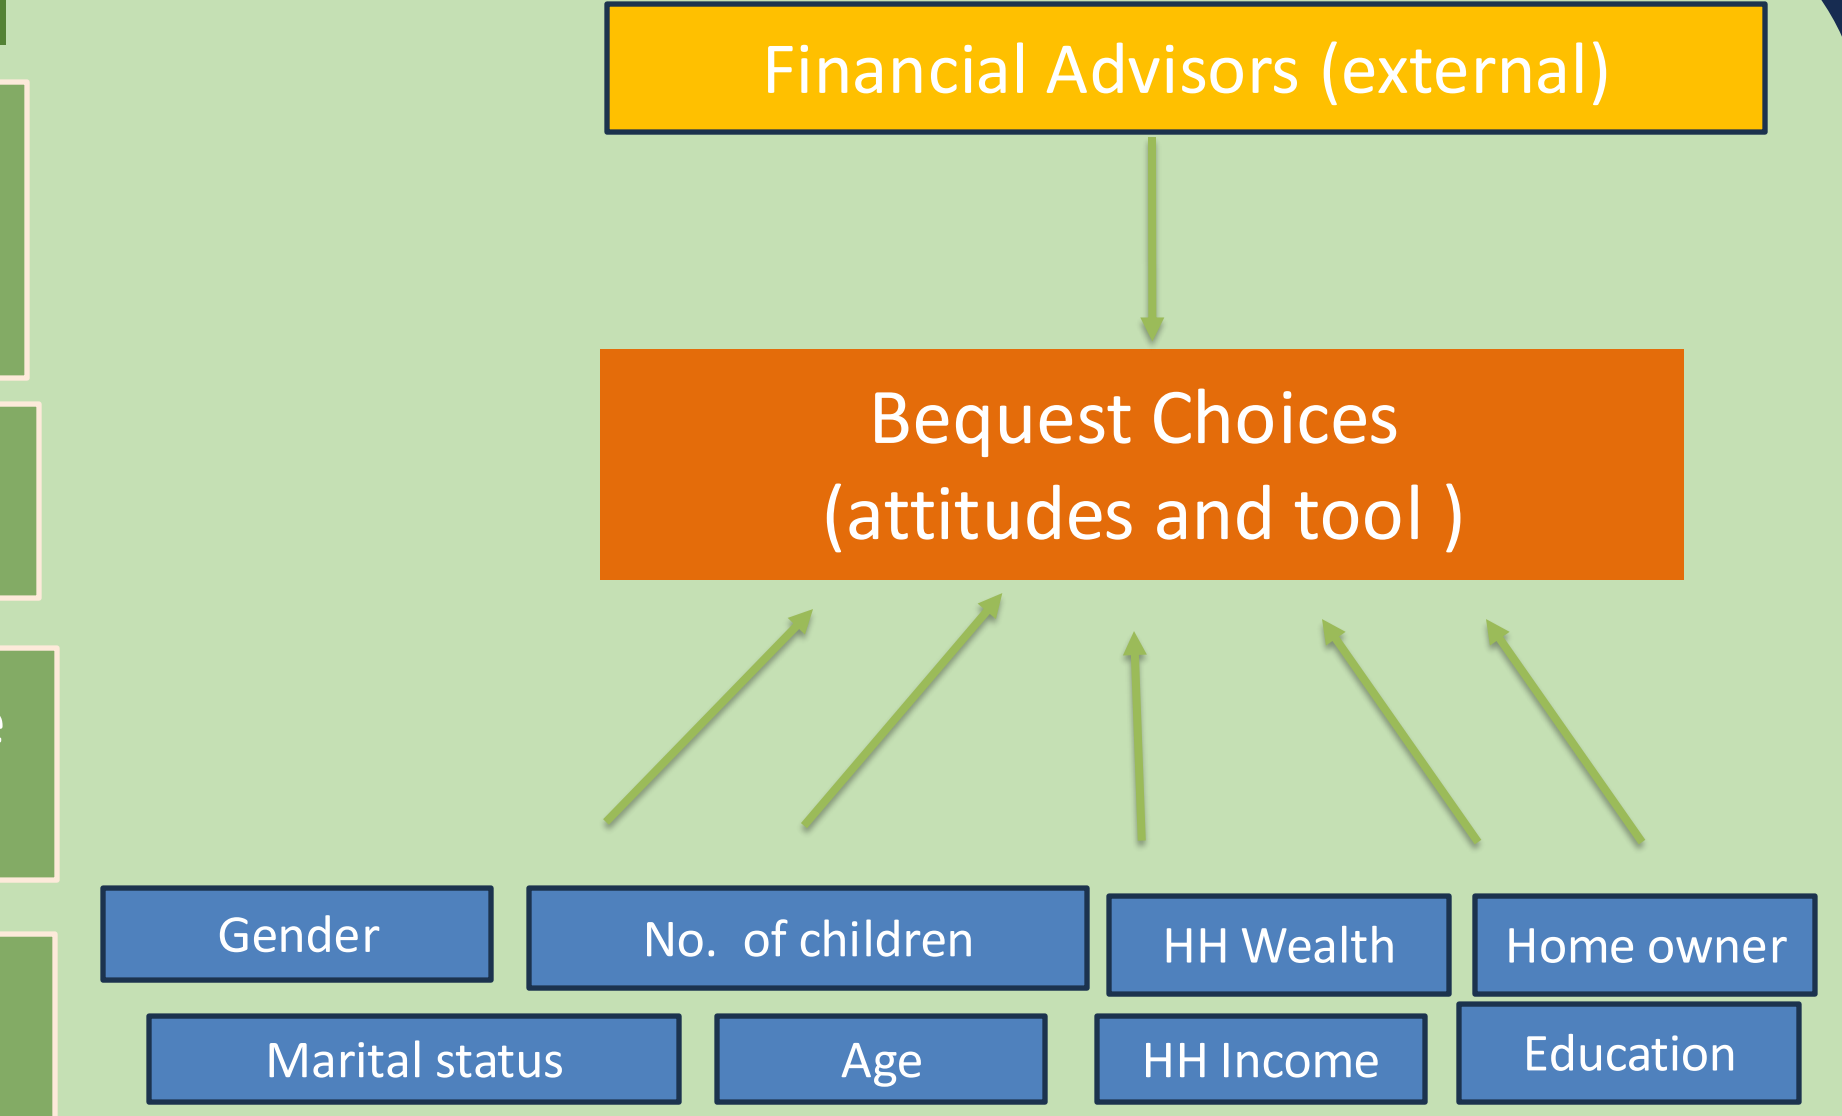 Financial Advisors (external)
Bequest Choices
(attitudes and tool )
e
Gender
No. of children
HH Wealth
Home owner
Marital status
Age
HH Income
Education